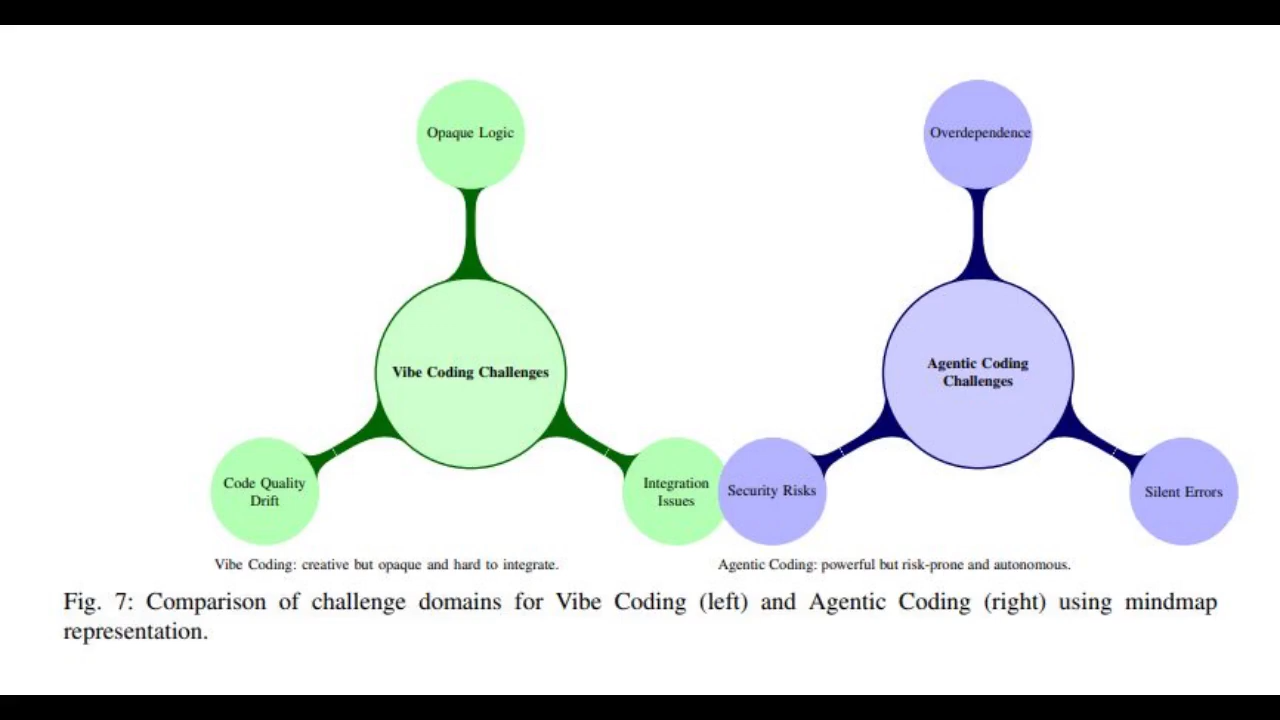 Opaque Logic
Vibe Coding Challenges
Code Quality
Drift
Integration
Issues
Vibe Coding: creative but opaque and hard to integrate.
Overdependence
Agentic Coding
Challenges
Security Risks
Silent Errors
Agentic Coding: powerful but risk-prone and autonomous.
Fig. 7: Comparison of challenge domains for Vibe Coding (left) and Agentic Coding (right) using mindmap
representation.